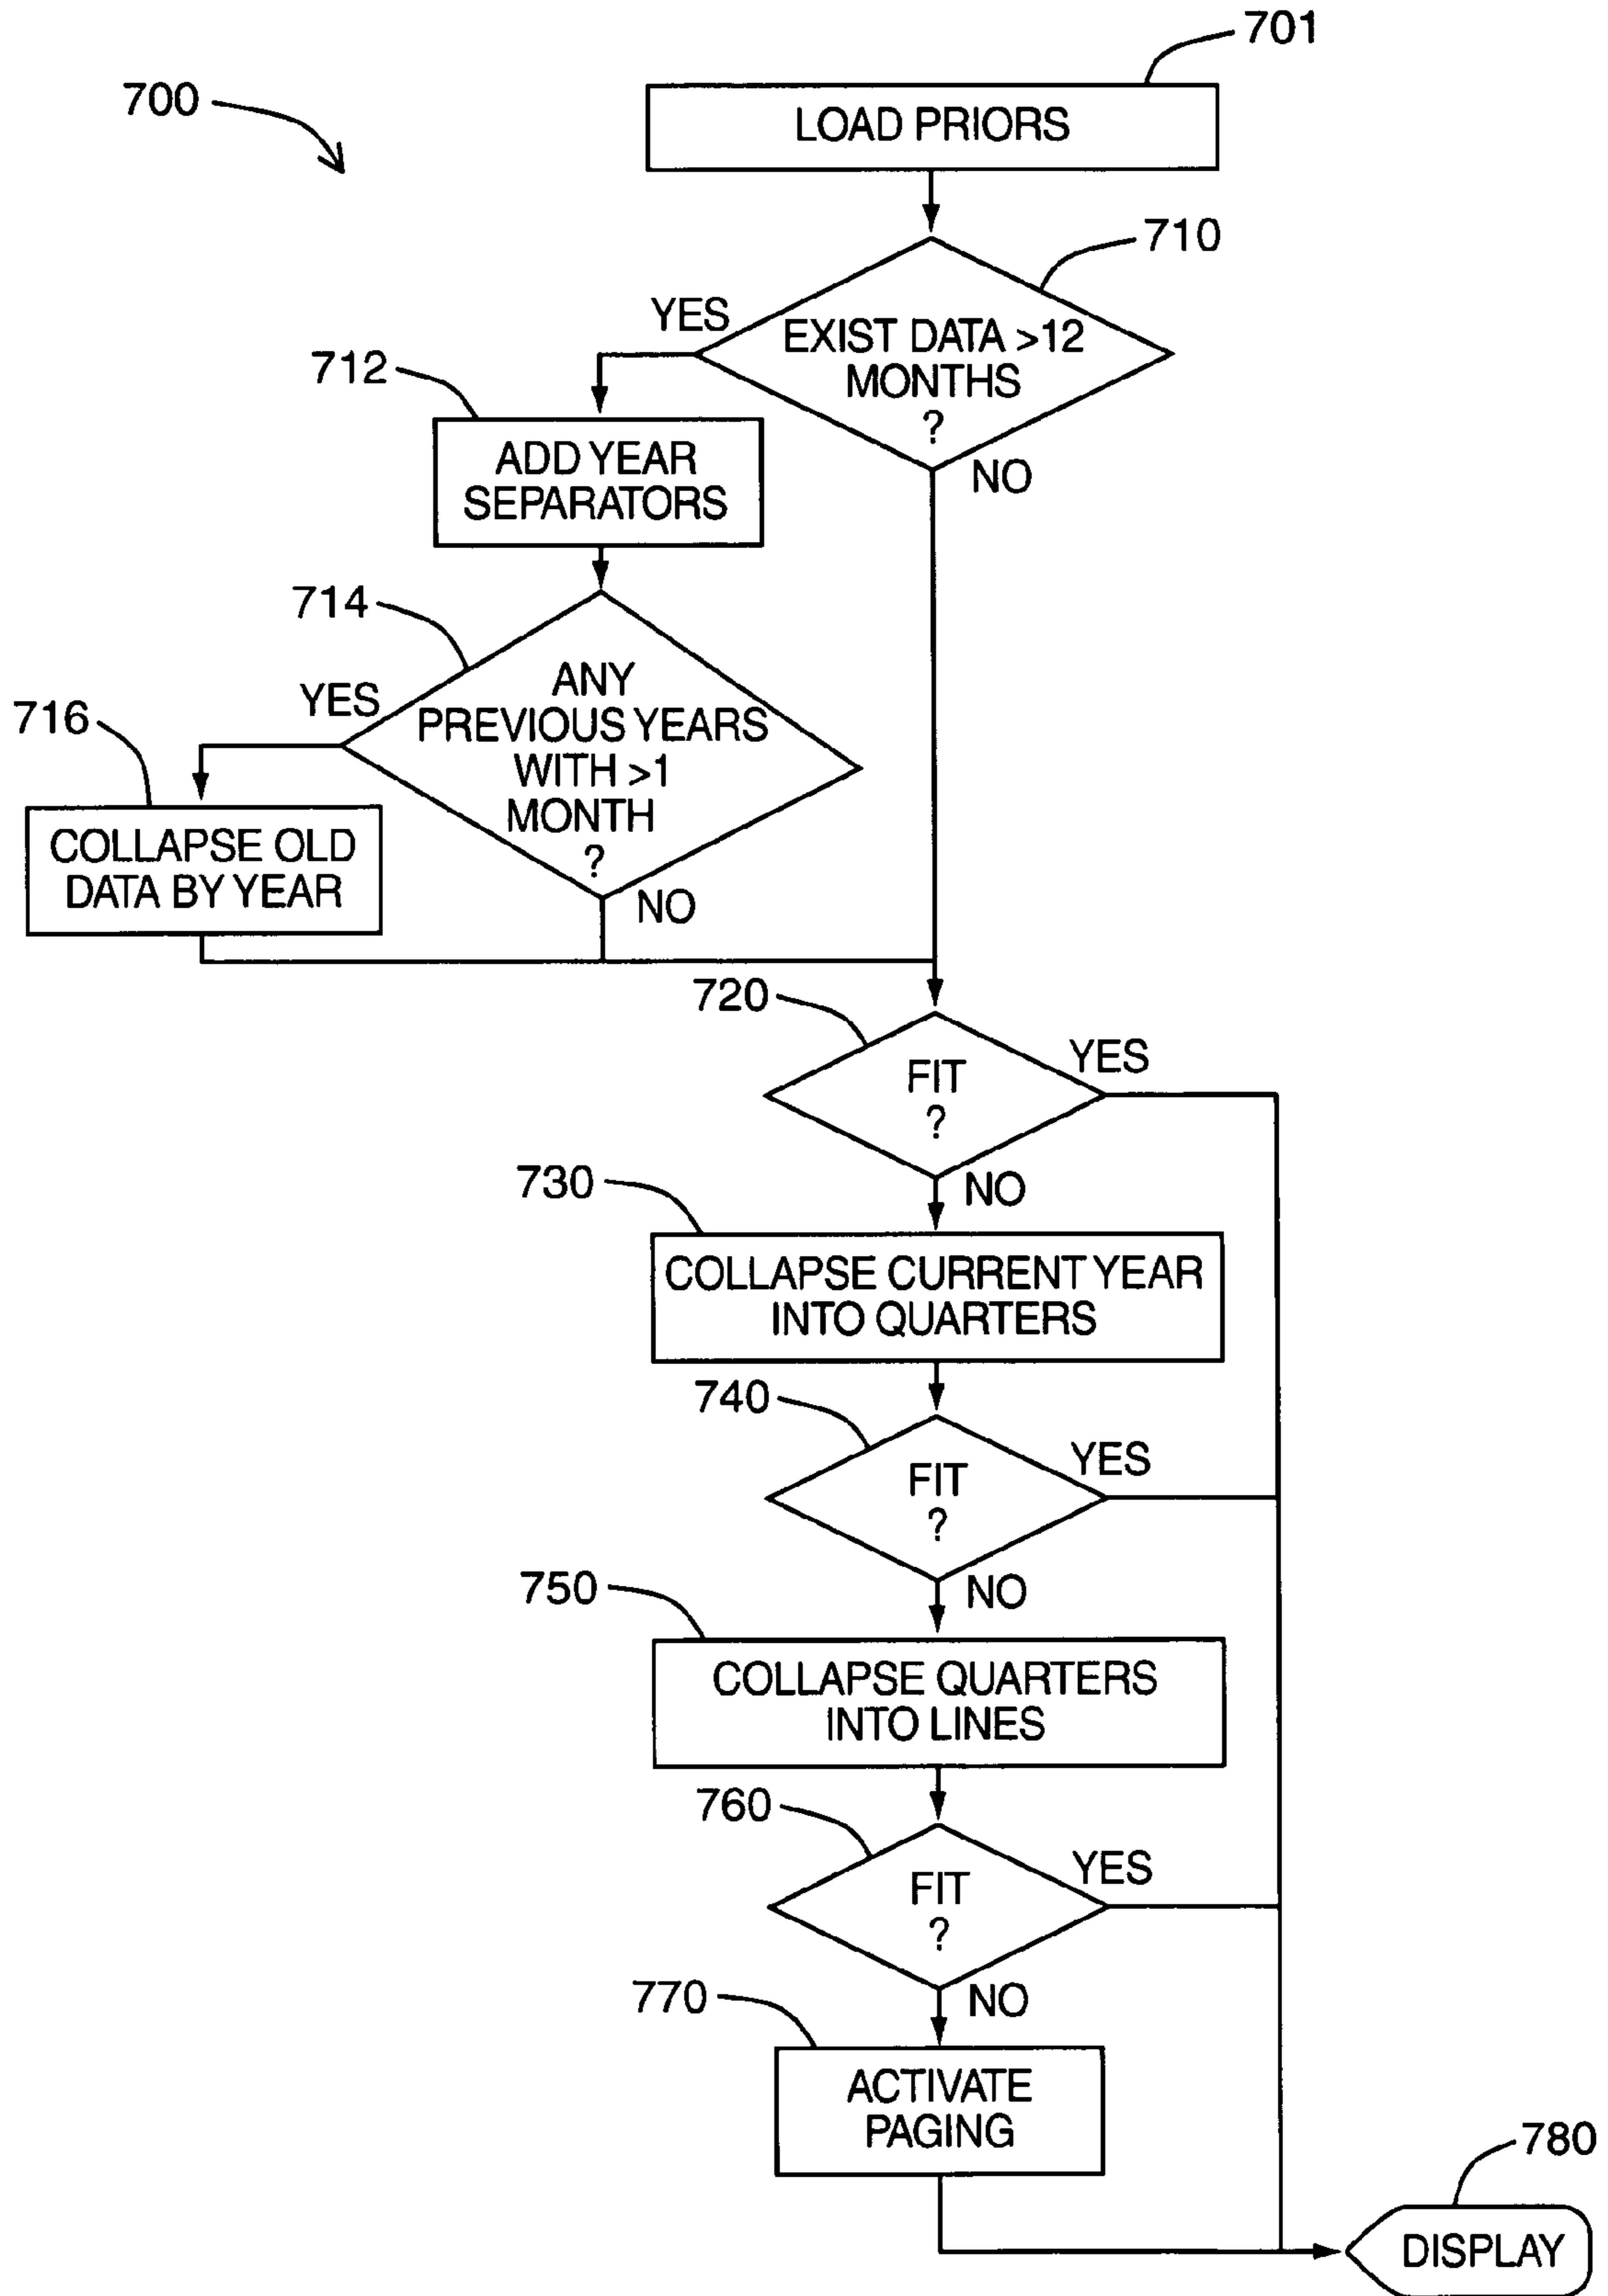 701
700
LOAD PRIORS
710
YES
EXIST DATA >12
MONTHS
?
712
NO
ADD YEAR
SEPARATORS
714
YES
ANY
PREVIOUS YEARS
WITH >1
MONTH
?
716
COLLAPSE OLD
DATA BY YEAR
NO
720
YES
FIT
?
NO
730
COLLAPSE CURRENT YEAR
INTO QUARTERS
740
YES
FIT
?
NO
750
COLLAPSE QUARTERS
INTO LINES
760
YES
FIT
?
NO
770
ACTIVATE
PAGING
780
DISPLAY